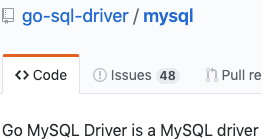 go-sql-driver / mysql
Code Issues 48 Pull re
Go MySQL Driver is a MySQL driver